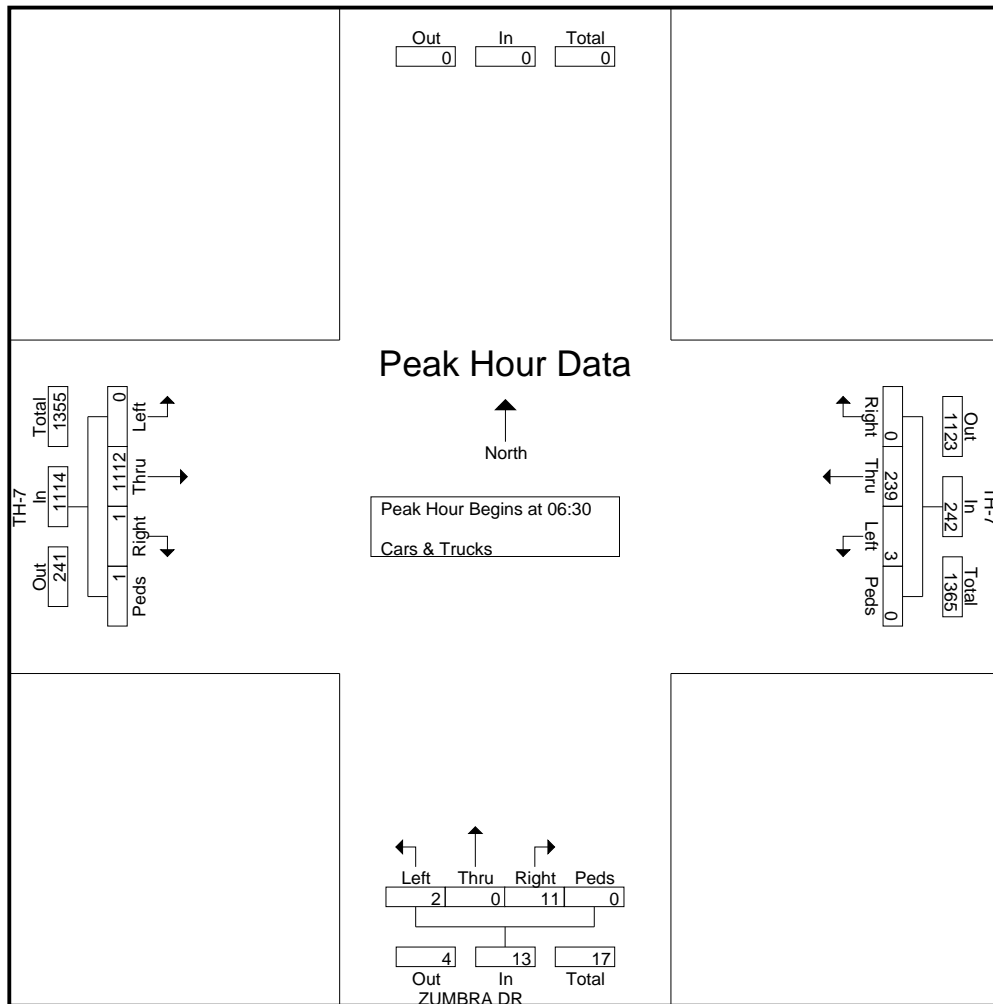 Out In Total
0 0 0
Peak Hour Data
North
Peak Hour Begins at 06:30
Cars & Trucks
TH-7
Total In Out
1355 1114 241
0 1112 1 1
Left Thru Right Peds
Right Thru Left Peds
0 239 3 0
Out In Total
1123 242 1365
TH-7
Left Thru Right Peds
2 0 11 0
4 13 17
Out In Total
ZUMBRA DR